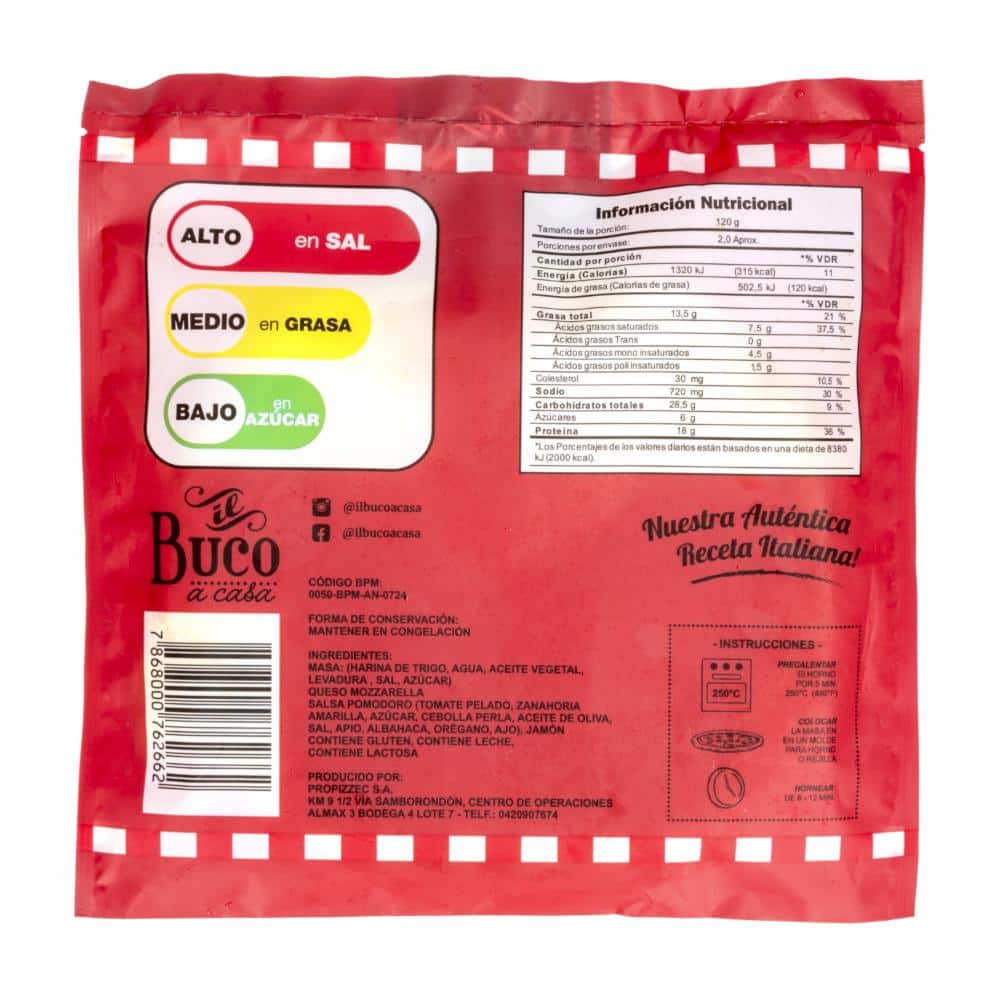 ALTO en SAL
MEDIO en GRASA
BAJO en AZÚCAR
Información Nutricional
Tamaño de la porción: 120 g
Porciones por envase: 2,0 Aprox.
Cantidad por porción *% VDR
Energía (Calorías) 1320 kJ (315 kcal) 11
Energía de grasa (Calorías de grasa) 502,5 kJ (120 kcal)
*% VDR
Grasa total 13,5 g 21 %
Ácidos grasos saturados 7,5 g 37,5 %
Ácidos grasos Trans 0 g
Ácidos grasos mono insaturados 4,5 g
Ácidos grasos poli insaturados 1,5 g
Colesterol 30 mg 10,5 %
Sodio 720 mg 30 %
Carbohidratos totales 28,5 g 9 %
Azúcares 6 g
Proteína 18 g 36 %
*Los Porcentajes de los valores diarios están basados en una dieta de 8380
kJ (2000 kcal).
il
BUCO
a casa
@ilbucoacasa
@ilbucoacasa
Nuestra Auténtica
Receta Italiana!
CÓDIGO BPM:
0050-BPM-AN-0724
FORMA DE CONSERVACIÓN:
MANTENER EN CONGELACIÓN
INGREDIENTES:
MASA: (HARINA DE TRIGO, AGUA, ACEITE VEGETAL,
LEVADURA , SAL, AZÚCAR)
QUESO MOZZARELLA
SALSA POMODORO (TOMATE PELADO, ZANAHORIA
AMARILLA, AZÚCAR, CEBOLLA PERLA, ACEITE DE OLIVA,
SAL, APIO, ALBAHACA, ORÉGANO, AJO), JAMÓN
CONTIENE GLUTEN, CONTIENE LECHE,
CONTIENE LACTOSA
PRODUCIDO POR:
PROPIZZEC S.A.
KM 9 1/2 VÍA SAMBORONDÓN, CENTRO DE OPERACIONES
ALMAX 3 BODEGA 4 LOTE 7 - TELF.: 0420907674
7868000762662
- INSTRUCCIONES -
250°C
PRECALENTAR
El HORNO
POR 5 MIN.
250°C (480°F)
COLOCAR
LA MASA EN
EN UN MOLDE
PARA HORNO
O REJILLA
HORNEAR
DE 8 - 12 MIN.